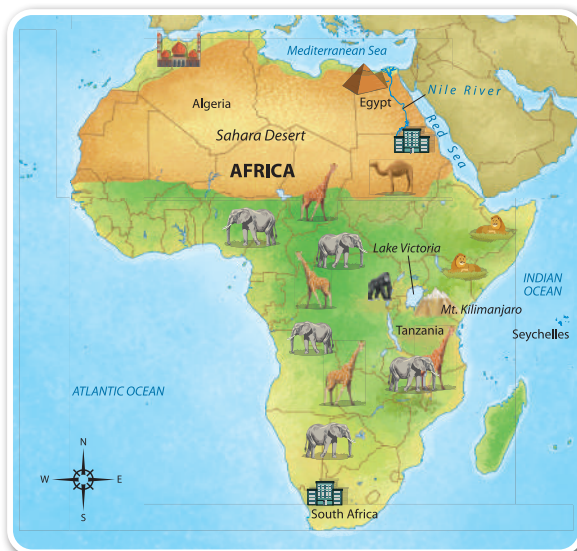 Mediterranean Sea
Algeria
Egypt
Nile River
Sahara Desert
Red Sea
AFRICA
Lake Victoria
INDIAN
OCEAN
Mt. Kilimanjaro
Tanzania
Seychelles
ATLANTIC OCEAN
N
W
E
S
South Africa